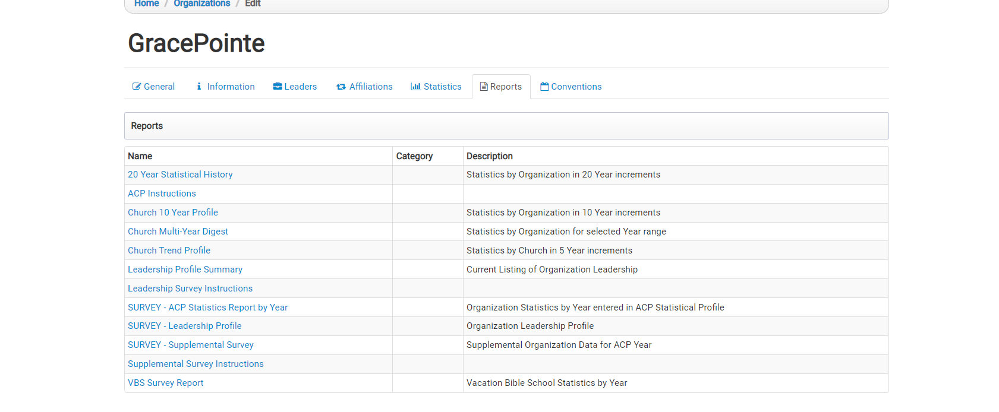 Home / Organizations / Edit
GracePointe
General Information Leaders Affiliations Statistics Reports Conventions
Reports
Name Category Description
20 Year Statistical History Statistics by Organization in 20 Year increments
ACP Instructions
Church 10 Year Profile Statistics by Organization in 10 Year increments
Church Multi-Year Digest Statistics by Organization for selected Year range
Church Trend Profile Statistics by Church in 5 Year increments
Leadership Profile Summary Current Listing of Organization Leadership
Leadership Survey Instructions
SURVEY - ACP Statistics Report by Year Organization Statistics by Year entered in ACP Statistical Profile
SURVEY - Leadership Profile Organization Leadership Profile
SURVEY - Supplemental Survey Supplemental Organization Data for ACP Year
Supplemental Survey Instructions
VBS Survey Report Vacation Bible School Statistics by Year